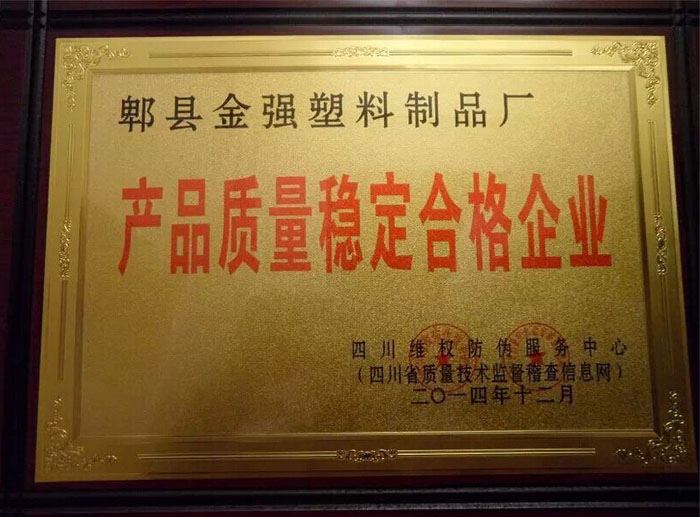 郫县金强塑料制品厂
产品质量稳定合格企业
四川维权防伪服务中心
（四川省质量技术监督稽查信息网）
二〇一四年十二月